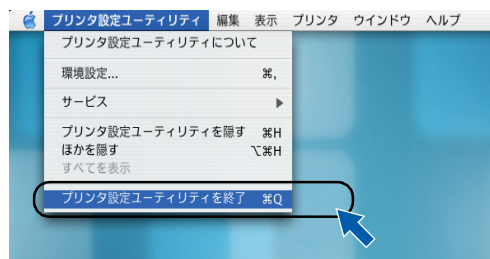 プリンタ設定ユーティリティ 編集 表示 プリンタ ウインドウ ヘルプ
プリンタ設定ユーティリティについて
環境設定... ⌘,
サービス ▶
プリンタ設定ユーティリティを隠す ⌘H
ほかを隠す ⌥⌘H
すべてを表示
プリンタ設定ユーティリティを終了 ⌘Q